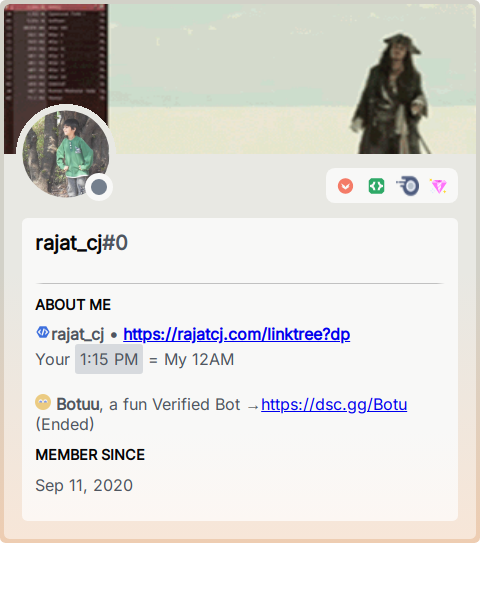 rajat_cj#0
ABOUT ME
rajat_cj • https://rajatcj.com/linktree?dp
Your 1:15 PM = My 12AM
Botuu, a fun Verified Bot →https://dsc.gg/Botu
(Ended)
MEMBER SINCE
Sep 11, 2020